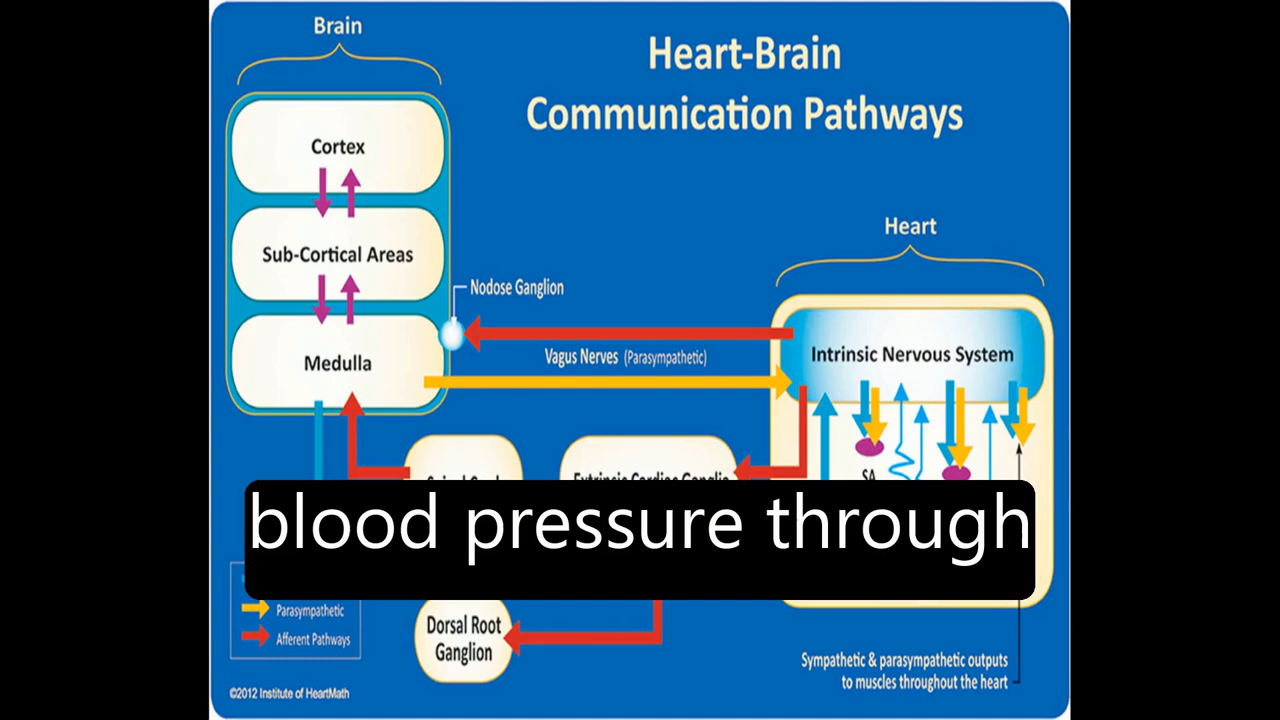 Brain
Heart-Brain
Communication Pathways
Cortex
Heart
Sub-Cortical Areas
Nodose Ganglion
Vagus Nerves (Parasympathetic)
Intrinsic Nervous System
Medulla
SA
blood pressure through
Parasympathetic
Afferent Pathways
Dorsal Root
Ganglion
Sympathetic & parasympathetic outputs
to muscles throughout the heart
©2012 Institute of HeartMath